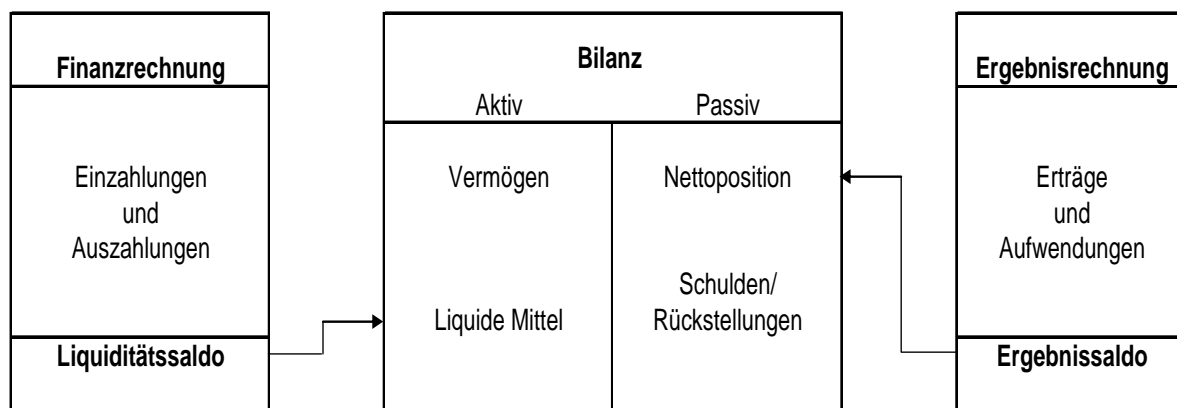 Finanzrechnung
Einzahlungen
und
Auszahlungen
Liquiditätssaldo
Bilanz
Aktiv Passiv
Vermögen Nettoposition
Schulden/
Liquide Mittel Rückstellungen
Ergebnisrechnung
Erträge
und
Aufwendungen
Ergebnissaldo